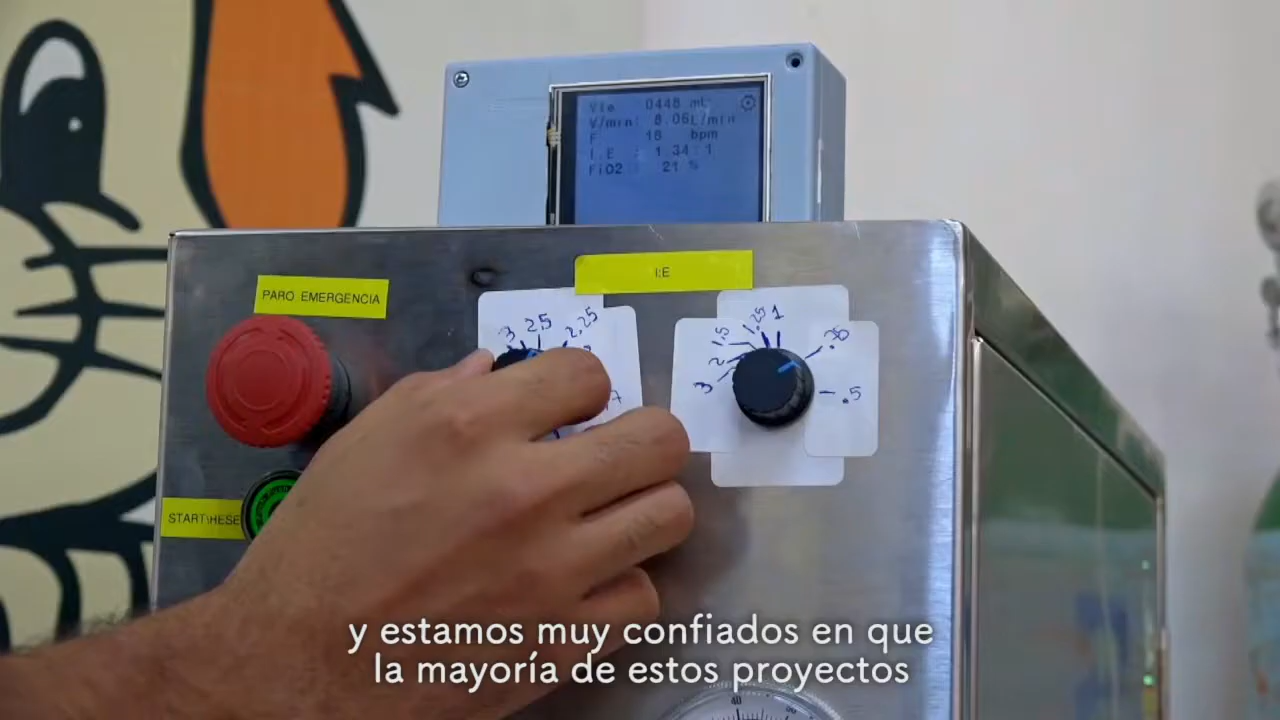 Vte : 0448 ml
V/min: 8.06L/min
F : 18 bpm
I.E : 1.34:1
FiO2: 21 %
I:E
PARO EMERGENCIA
3 2.5 2.25
3 2 1.5 1.25 1 .5
START\RESE
y estamos muy confiados en que
la mayoría de estos proyectos